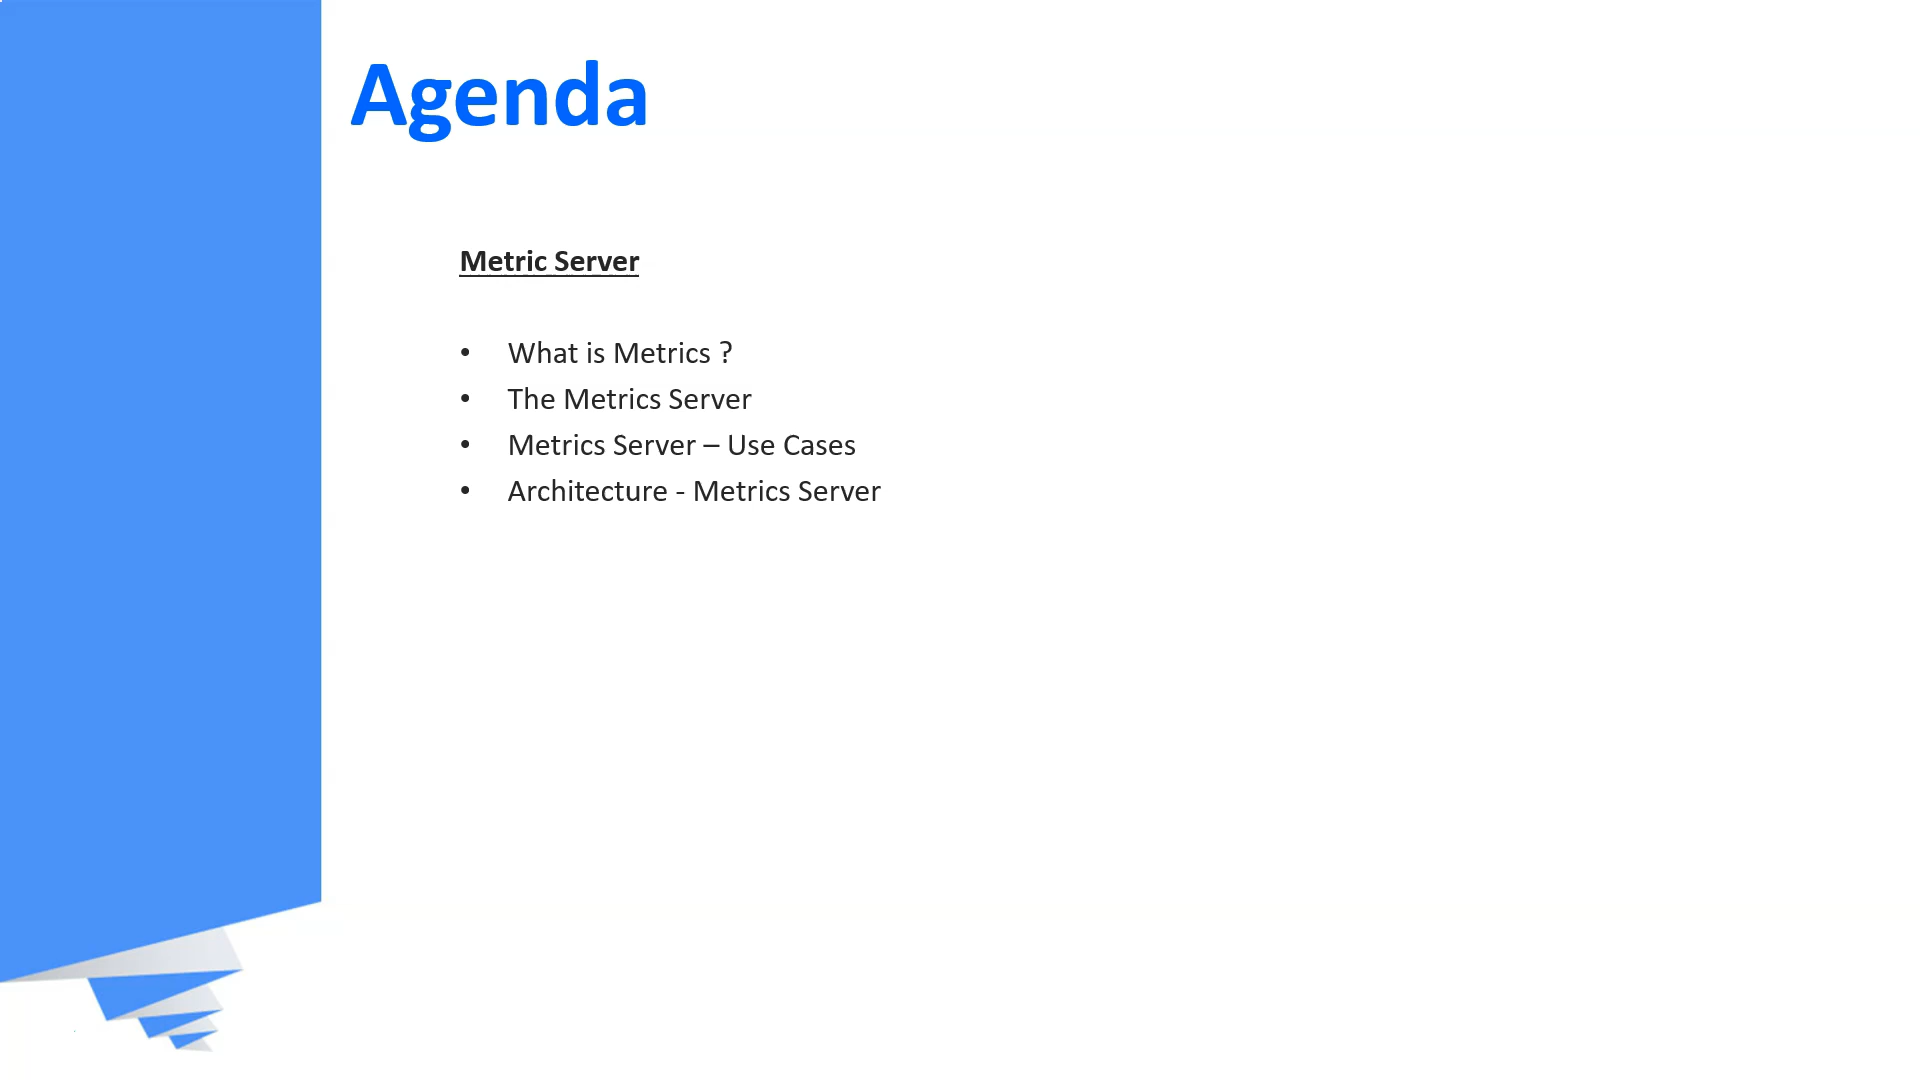 Agenda
Metric Server
• What is Metrics ?
• The Metrics Server
• Metrics Server – Use Cases
• Architecture - Metrics Server